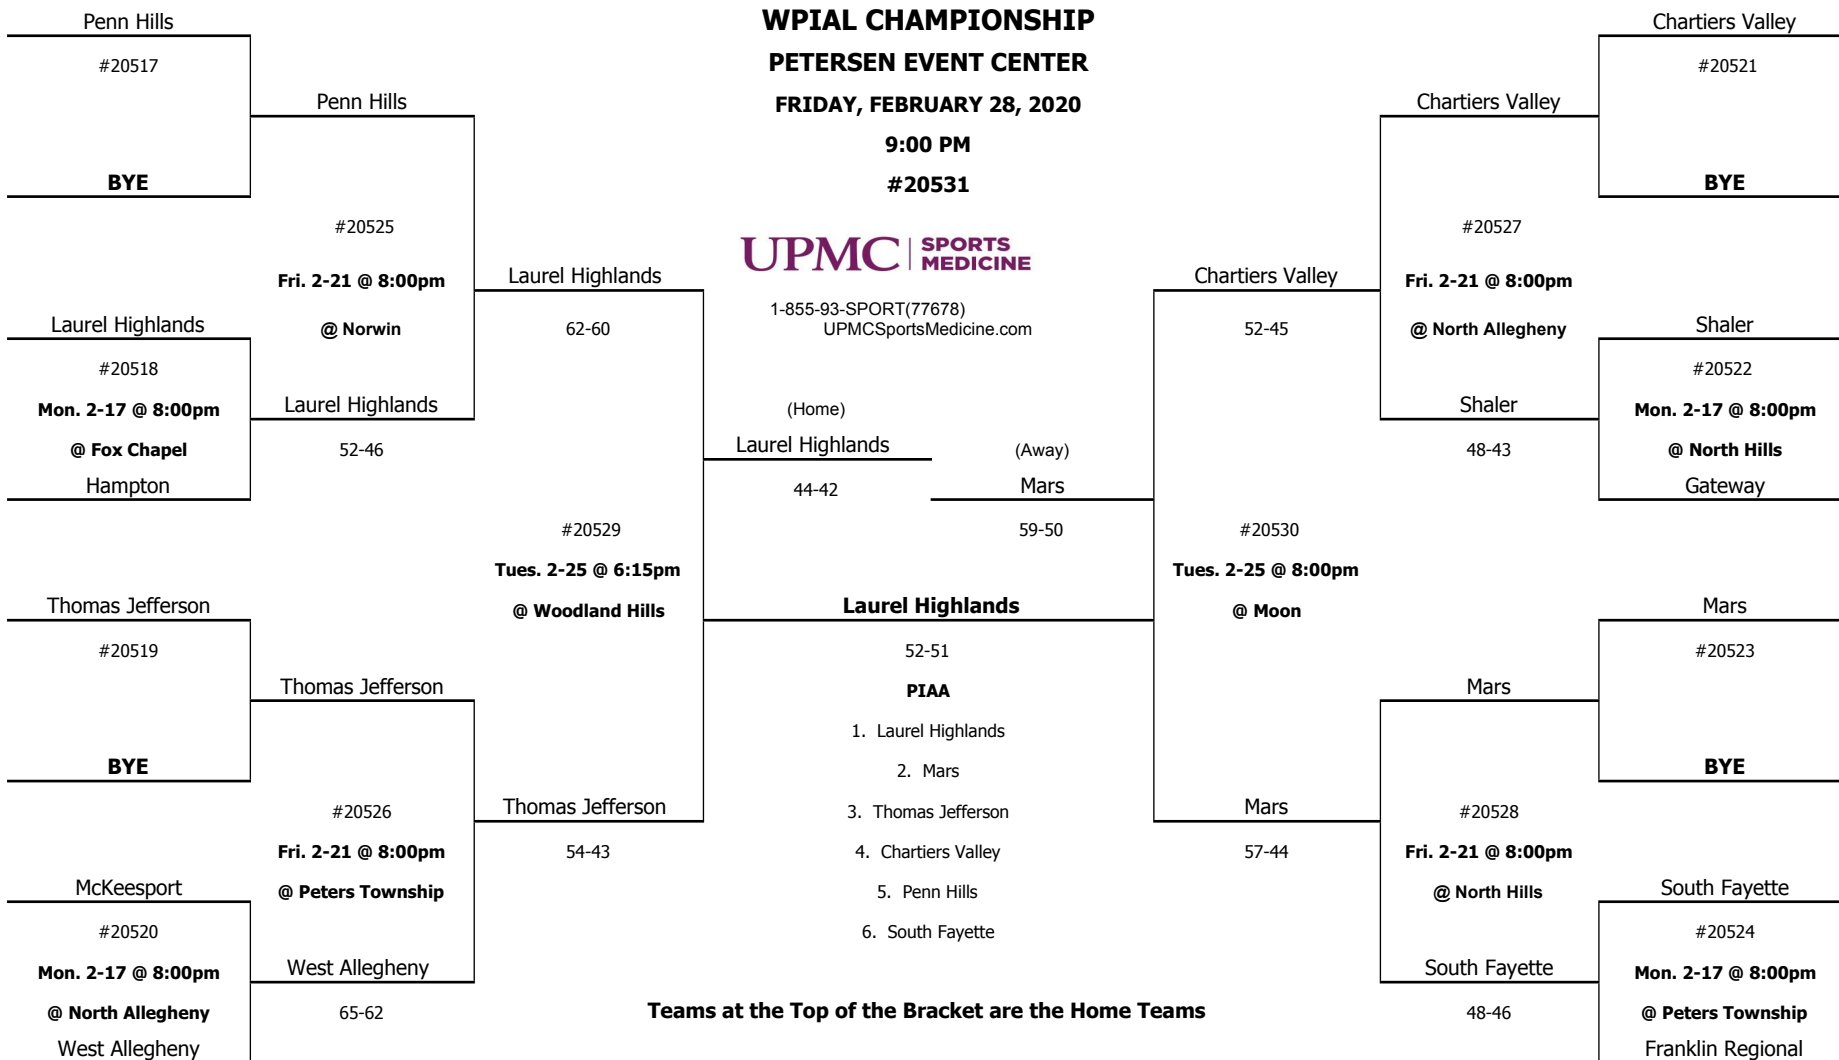 WPIAL CHAMPIONSHIP
PETERSEN EVENT CENTER
FRIDAY, FEBRUARY 28, 2020
9:00 PM
#20531
UPMC | SPORTS MEDICINE
1-855-93-SPORT(77678)
UPMCSportsMedicine.com
Penn Hills
#20517
BYE
Laurel Highlands
#20518
Mon. 2-17 @ 8:00pm
@ Fox Chapel
Hampton
Thomas Jefferson
#20519
BYE
McKeesport
#20520
Mon. 2-17 @ 8:00pm
@ North Allegheny
West Allegheny
Penn Hills
#20525
Fri. 2-21 @ 8:00pm
@ Norwin
Laurel Highlands
52-46
Thomas Jefferson
#20526
Fri. 2-21 @ 8:00pm
@ Peters Township
West Allegheny
65-62
Laurel Highlands
62-60
#20529
Tues. 2-25 @ 6:15pm
@ Woodland Hills
Thomas Jefferson
54-43
(Home)
Laurel Highlands
44-42
(Away)
Mars
59-50
Laurel Highlands
52-51
PIAA
1. Laurel Highlands
2. Mars
3. Thomas Jefferson
4. Chartiers Valley
5. Penn Hills
6. South Fayette
Teams at the Top of the Bracket are the Home Teams
Chartiers Valley
52-45
#20530
Tues. 2-25 @ 8:00pm
@ Moon
Mars
57-44
Chartiers Valley
#20527
Fri. 2-21 @ 8:00pm
@ North Allegheny
Shaler
48-43
Mars
#20528
Fri. 2-21 @ 8:00pm
@ North Hills
South Fayette
48-46
Chartiers Valley
#20521
BYE
Shaler
#20522
Mon. 2-17 @ 8:00pm
@ North Hills
Gateway
Mars
#20523
BYE
South Fayette
#20524
Mon. 2-17 @ 8:00pm
@ Peters Township
Franklin Regional